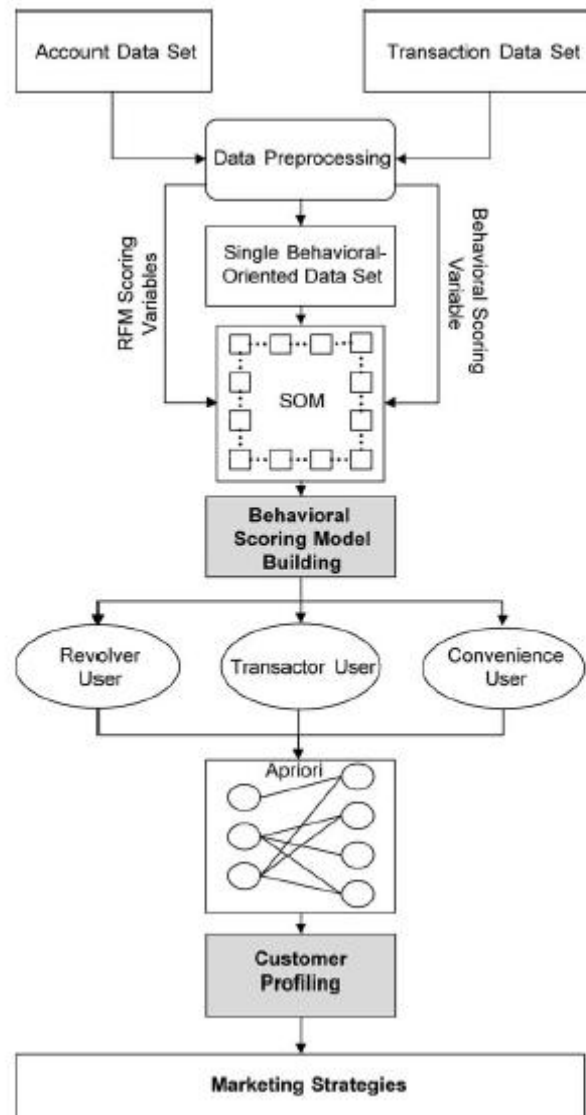 Account Data Set
Transaction Data Set
Data Preprocessing
RFM Scoring
Variables
Single Behavioral-
Oriented Data Set
Behavioral Scoring
Variable
SOM
Behavioral
Scoring Model
Building
Revolver
User
Transactor User
Convenience
User
Apriori
Customer
Profiling
Marketing Strategies